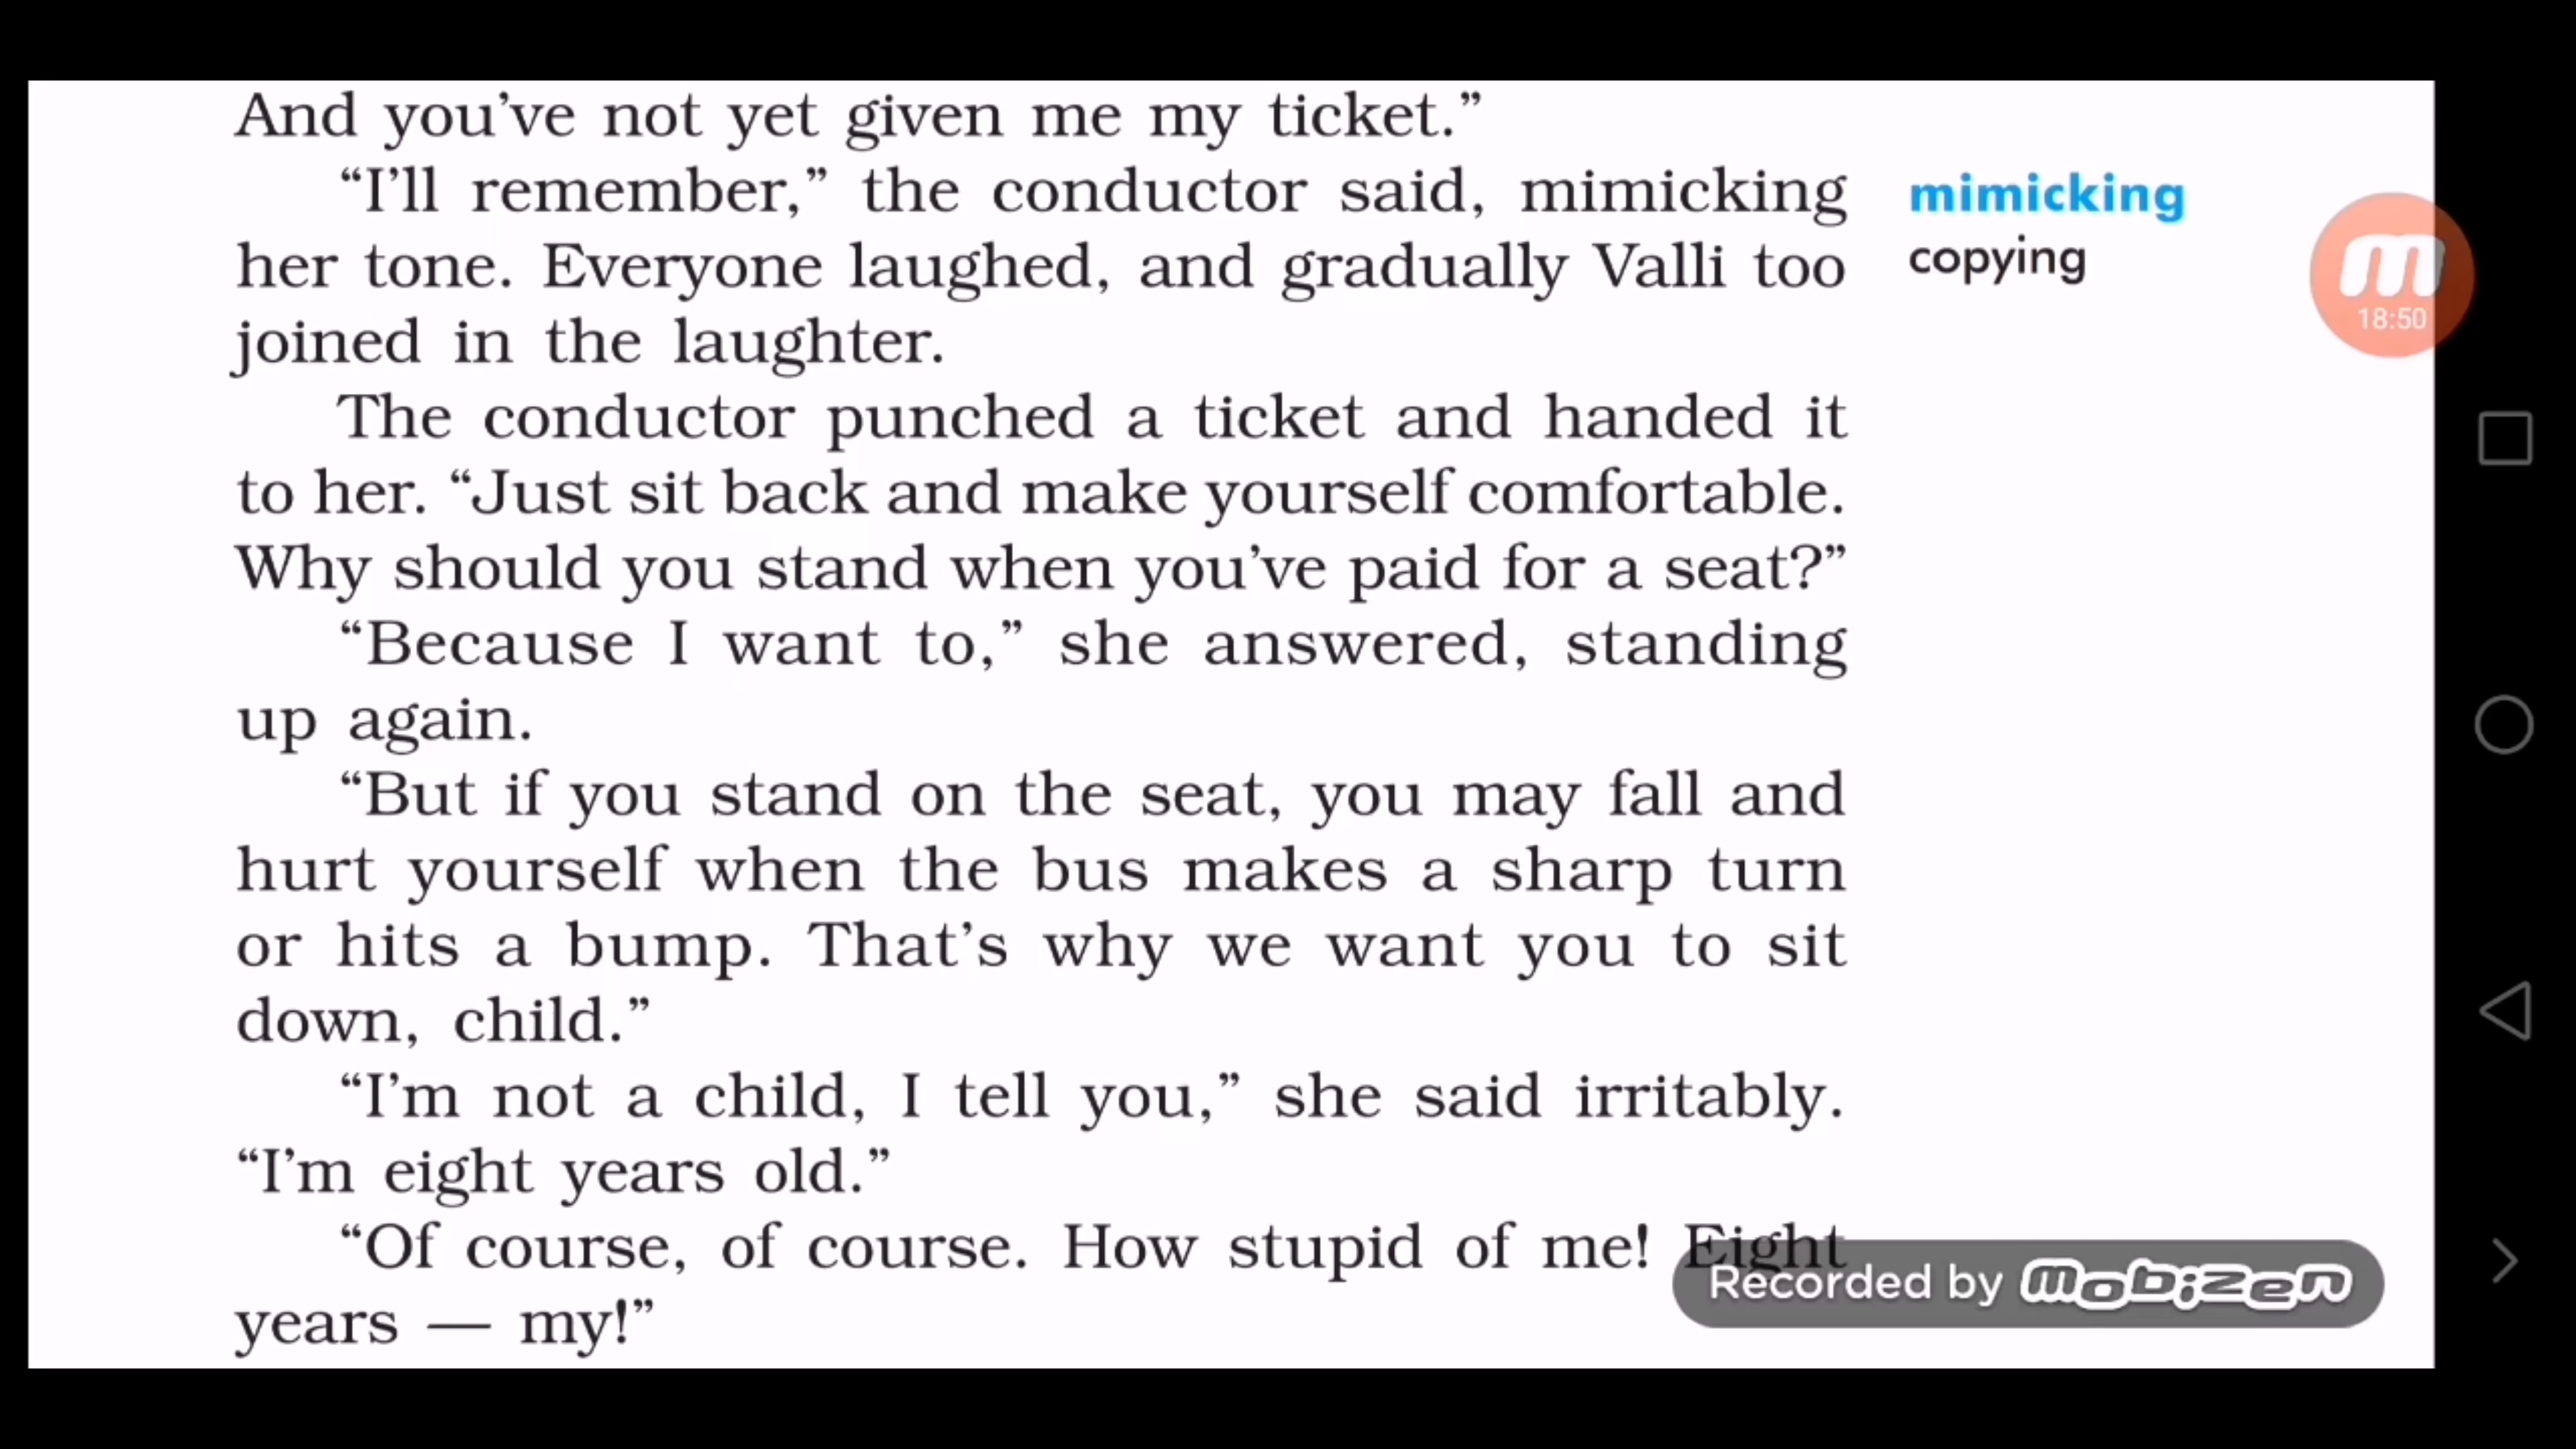 And you’ve not yet given me my ticket.”
“I’ll remember,” the conductor said, mimicking
her tone. Everyone laughed, and gradually Valli too
joined in the laughter.
The conductor punched a ticket and handed it
to her. “Just sit back and make yourself comfortable.
Why should you stand when you’ve paid for a seat?”
“Because I want to,” she answered, standing
up again.
“But if you stand on the seat, you may fall and
hurt yourself when the bus makes a sharp turn
or hits a bump. That’s why we want you to sit
down, child.”
“I’m not a child, I tell you,” she said irritably.
“I’m eight years old.”
“Of course, of course. How stupid of me! Eight
years — my!”
mimicking
copying
m
18:50
Recorded by mobizen